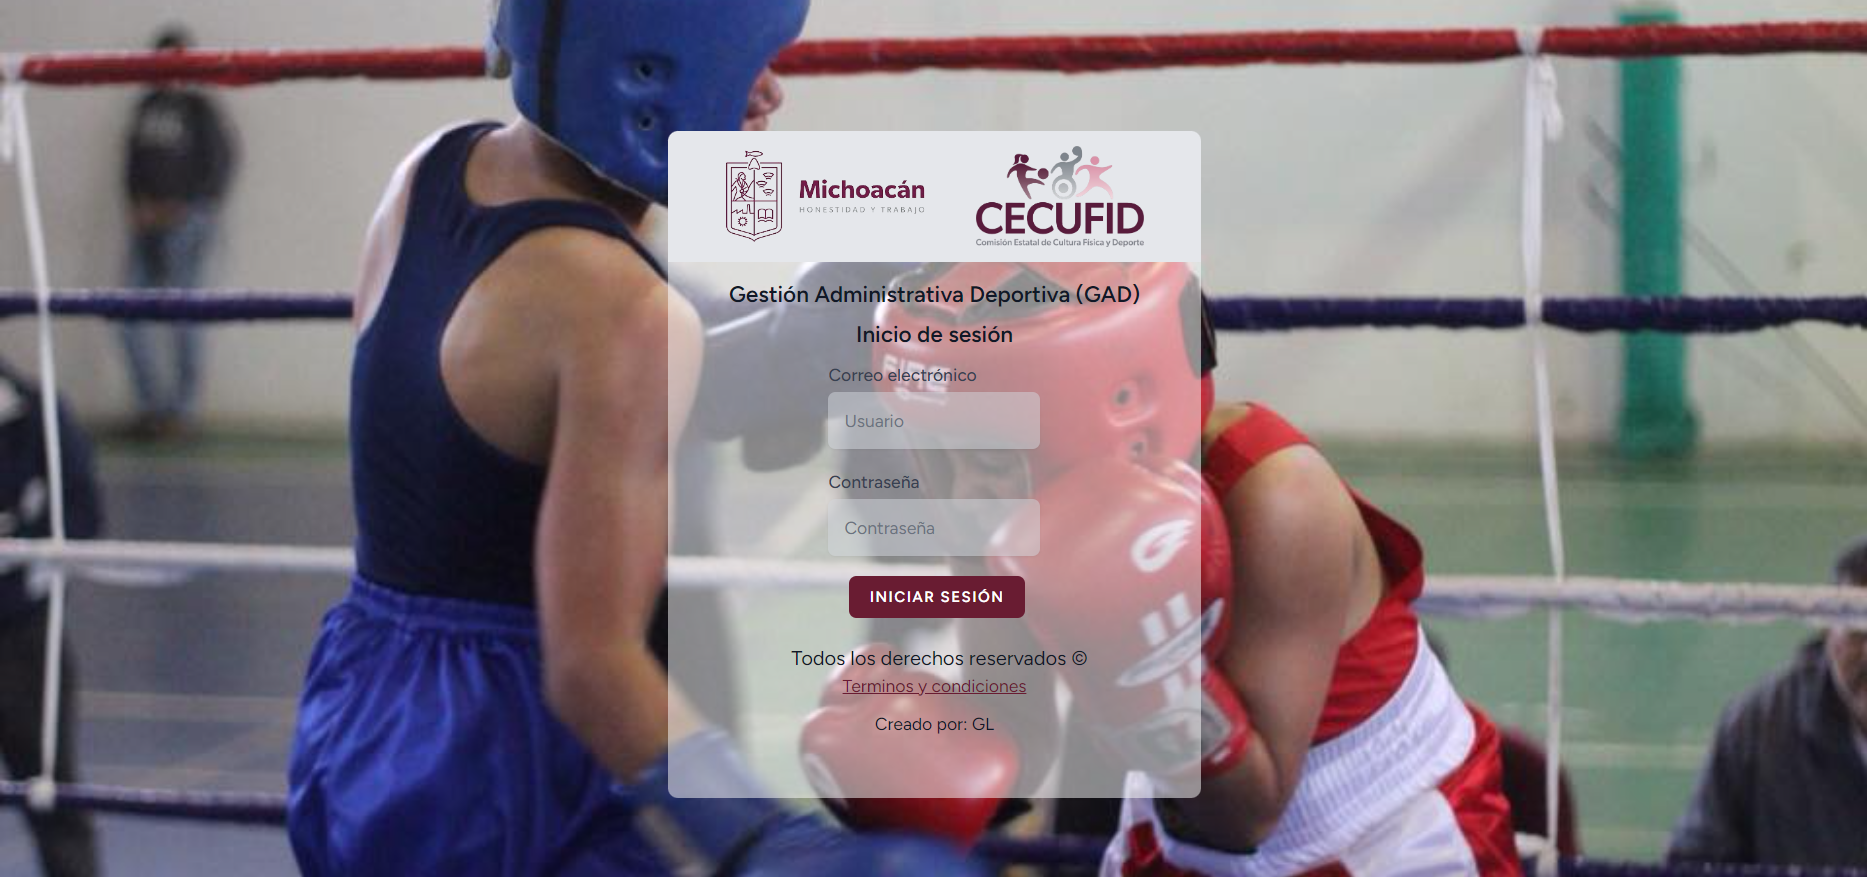 Michoacán
HONESTIDAD Y TRABAJO
CECUFID
Comisión Estatal de Cultura Física y Deporte
Gestión Administrativa Deportiva (GAD)
Inicio de sesión
Correo electrónico
Usuario
Contraseña
Contraseña
INICIAR SESIÓN
Todos los derechos reservados ©
Terminos y condiciones
Creado por: GL